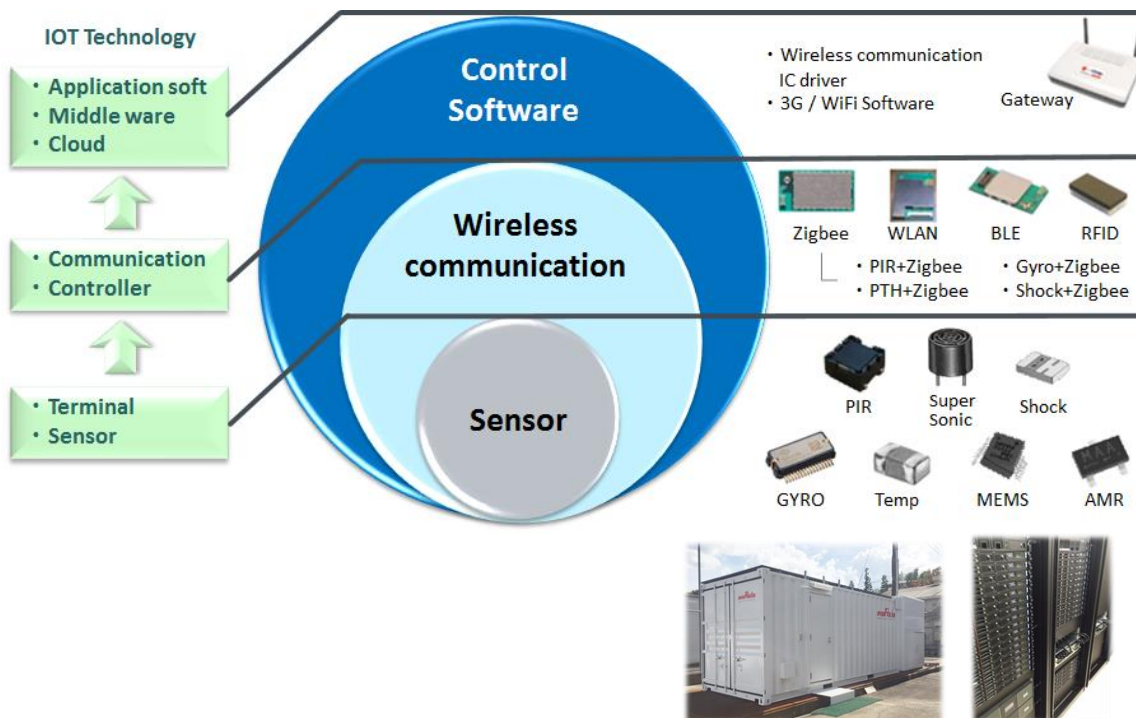 IOT Technology
・ Application soft
・ Middle ware
・ Cloud
・ Communication
・ Controller
・ Terminal
・ Sensor
Control
Software
Wireless
communication
Sensor
・ Wireless communication
IC driver
・ 3G / WiFi Software
Gateway
Zigbee
WLAN
BLE
RFID
・ PIR+Zigbee
・ Gyro+Zigbee
・ PTH+Zigbee
・ Shock+Zigbee
PIR
Super
Sonic
Shock
GYRO
Temp
MEMS
AMR
muRata
muRata